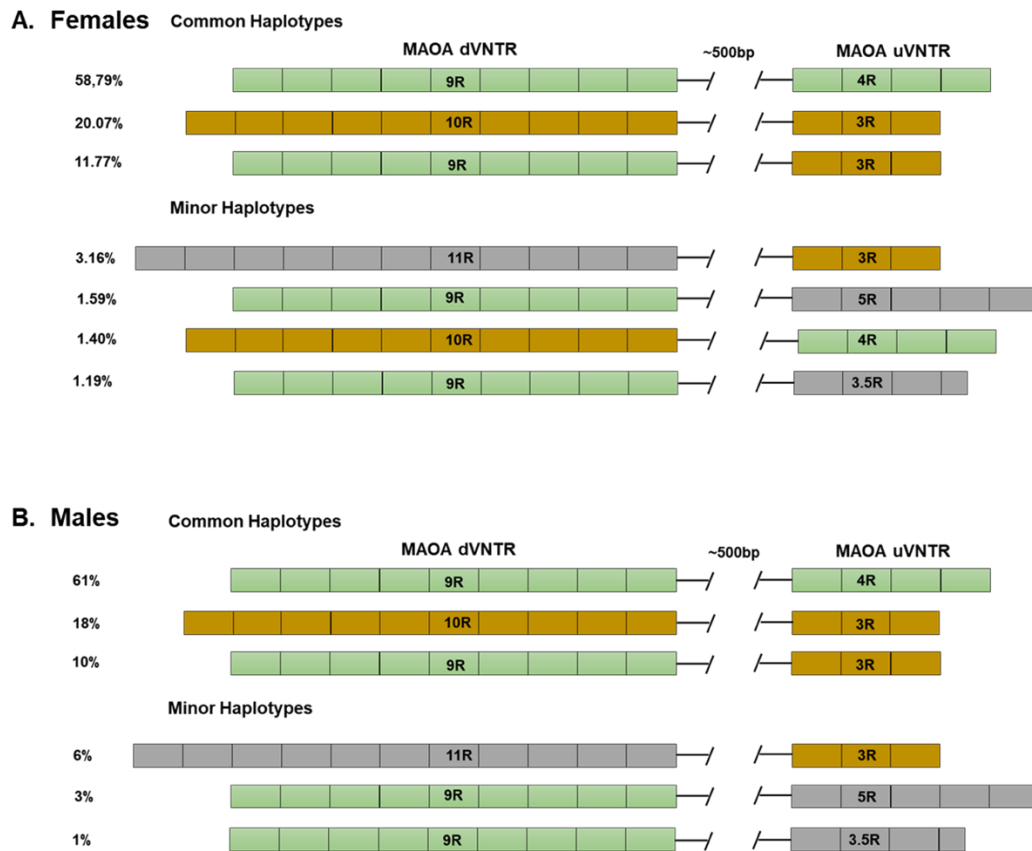 A. Females Common Haplotypes
MAOA dVNTR ~500bp MAOA uVNTR
58,79% 9R 4R
20.07% 10R 3R
11.77% 9R 3R
Minor Haplotypes
3.16% 11R 3R
1.59% 9R 5R
1.40% 10R 4R
1.19% 9R 3.5R
B. Males Common Haplotypes
MAOA dVNTR ~500bp MAOA uVNTR
61% 9R 4R
18% 10R 3R
10% 9R 3R
Minor Haplotypes
6% 11R 3R
3% 9R 5R
1% 9R 3.5R